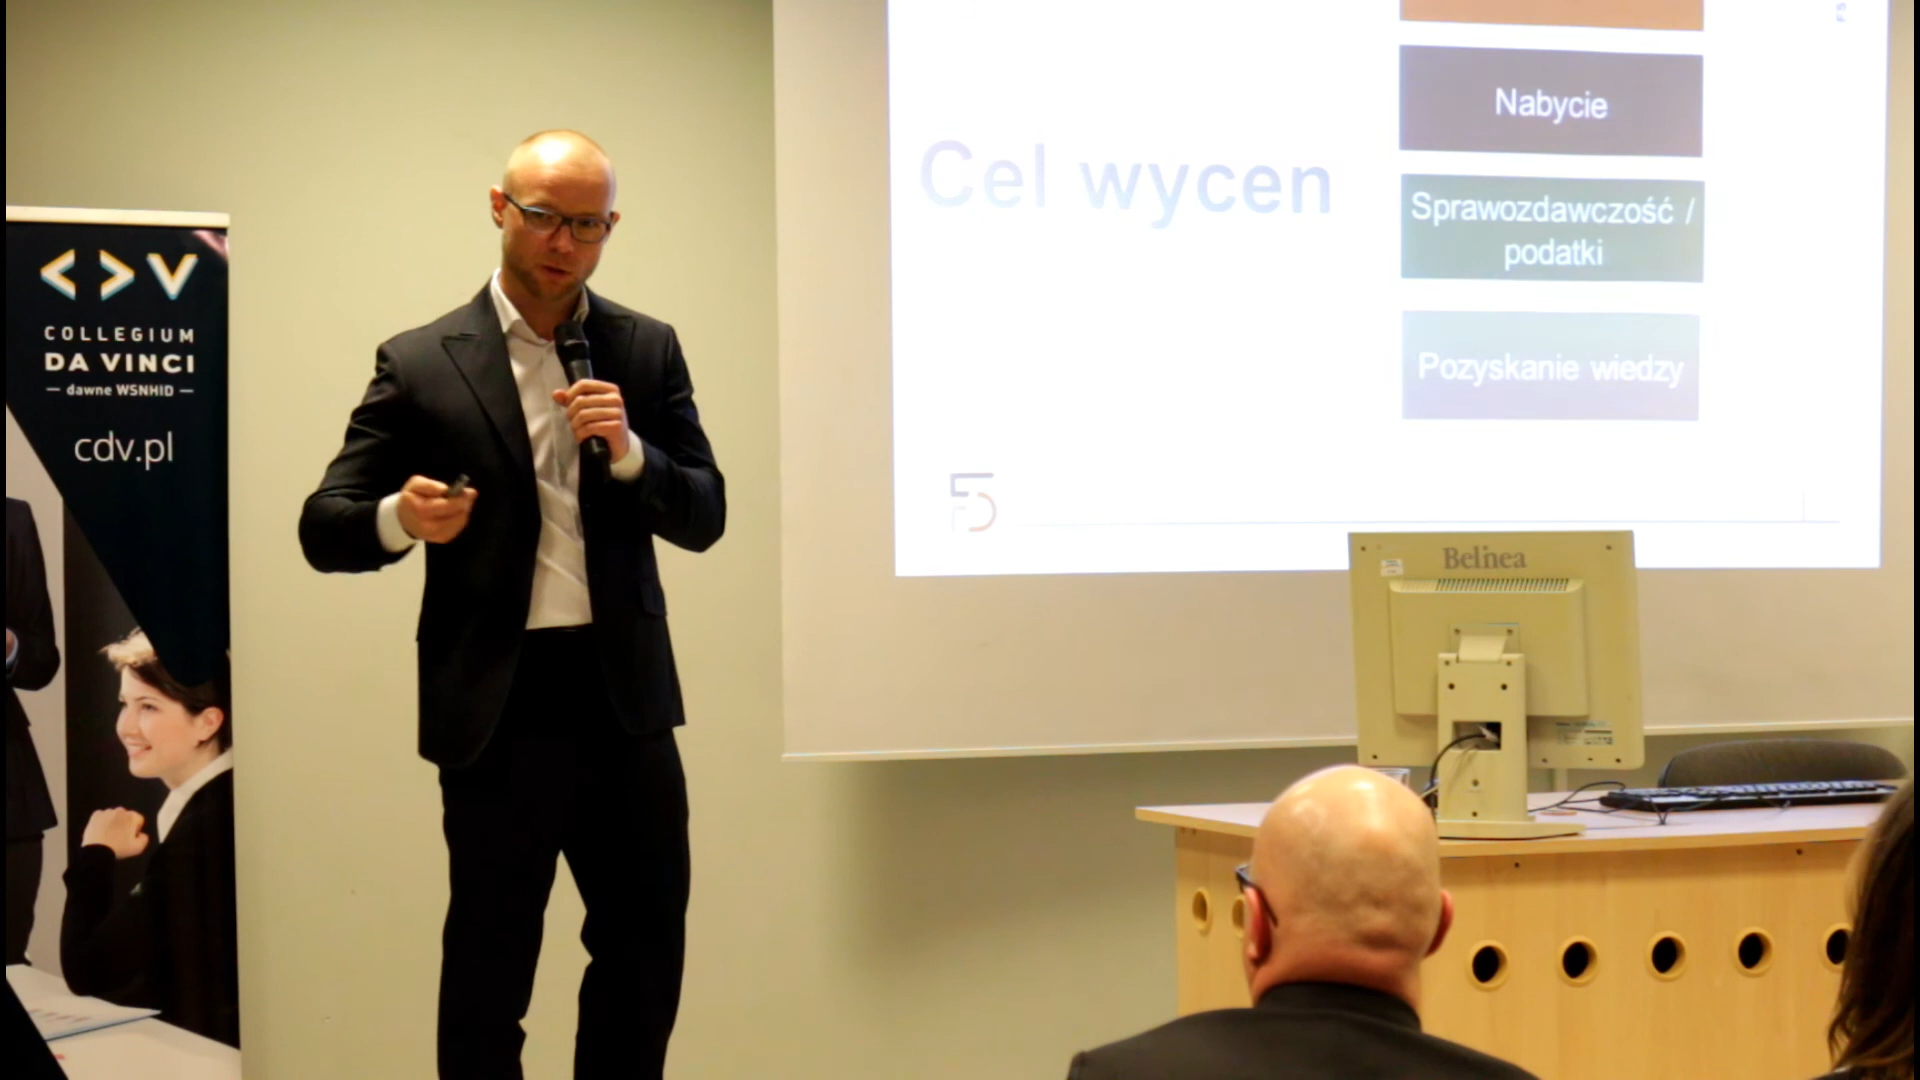 COLLEGIUM
DA VINCI
— dawne WSNHID —
cdv.pl
Cel wycen
Nabycie
Sprawozdawczość /
podatki
Pozyskanie wiedzy
Belinea